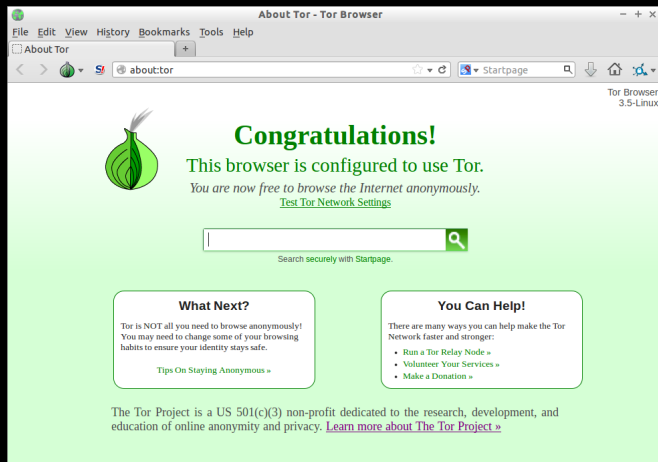 About Tor - Tor Browser
File Edit View History Bookmarks Tools Help
About Tor
about:tor
Startpage
Tor Browser
3.5-Linux
Congratulations!
This browser is configured to use Tor.
You are now free to browse the Internet anonymously.
Test Tor Network Settings
Search securely with Startpage.
What Next?
Tor is NOT all you need to browse anonymously!
You may need to change some of your browsing
habits to ensure your identity stays safe.
Tips On Staying Anonymous »
You Can Help!
There are many ways you can help make the Tor
Network faster and stronger:
• Run a Tor Relay Node »
• Volunteer Your Services »
• Make a Donation »
The Tor Project is a US 501(c)(3) non-profit dedicated to the research, development, and
education of online anonymity and privacy. Learn more about The Tor Project »